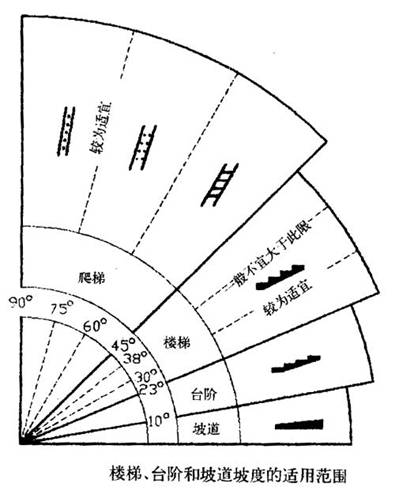 较为适宜
一般不宜大于此限
较为适宜
爬梯
楼梯
台阶
坡道
90°
75°
60°
45°
38°
30°
23°
10°
楼梯、台阶和坡道坡度的适用范围